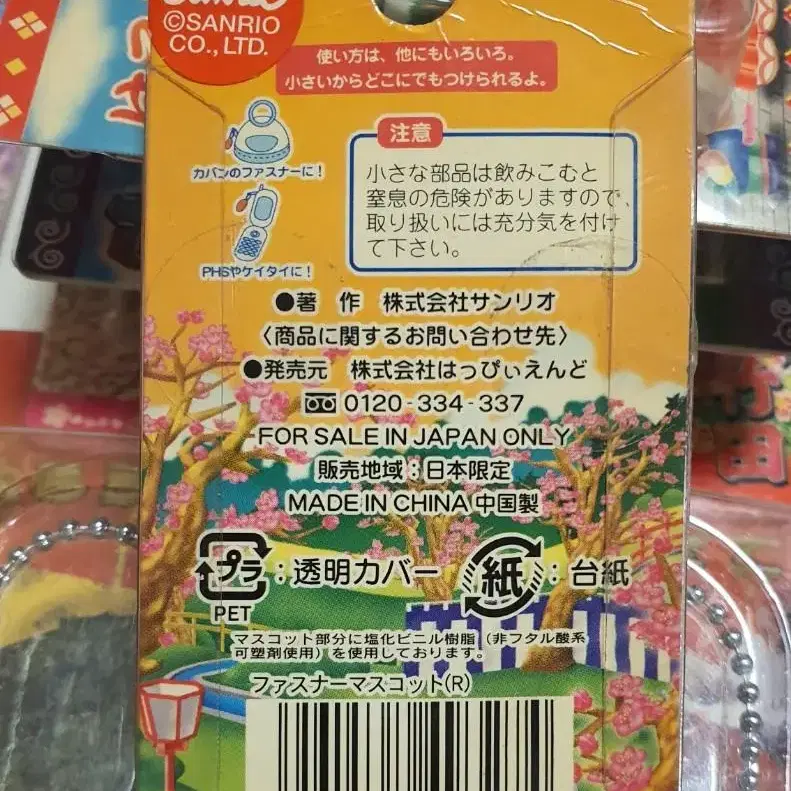 ©SANRIO
CO., LTD.
使い方は、他にもいろいろ。
小さいからどこにでもつけられるよ。
カバンのファスナーに!
PHSやケイタイに!
注意
小さな部品は飲みこむと
窒息の危険がありますので、
取り扱いには充分気を付け
て下さい。
●著 作 株式会社サンリオ
〈商品に関するお問い合わせ先〉
●発売元 株式会社はっぴぃえんど
0120-334-337
FOR SALE IN JAPAN ONLY
販売地域:日本限定
MADE IN CHINA 中国製
プラ:透明カバー 紙:台紙
PET
マスコット部分に塩化ビニル樹脂(非フタル酸系
可塑剤使用)を使用しております。
ファスナーマスコット(R)